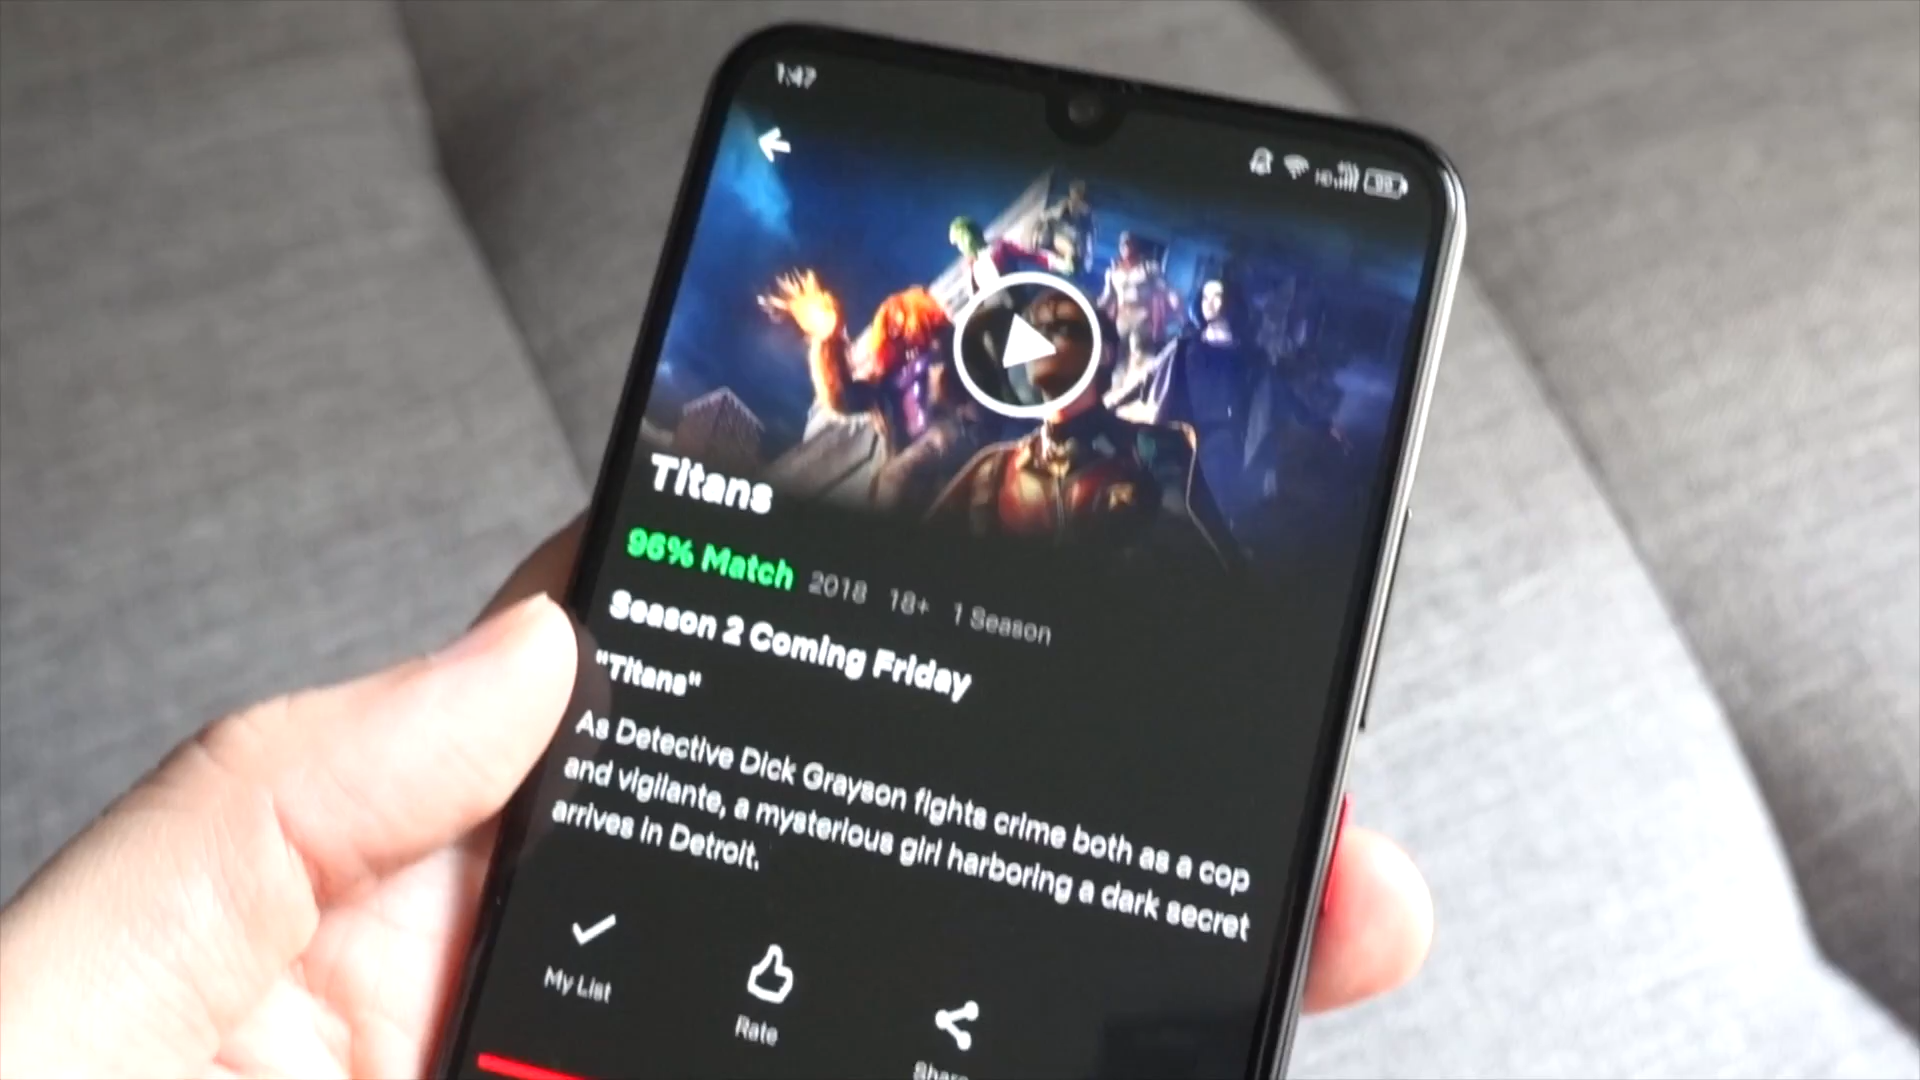 1:47
Titans
96% Match 2018 18+ 1 Season
Season 2 Coming Friday
"Titans"
As Detective Dick Grayson fights crime both as a cop
and vigilante, a mysterious girl harboring a dark secret
arrives in Detroit.
My List
Rate
Share